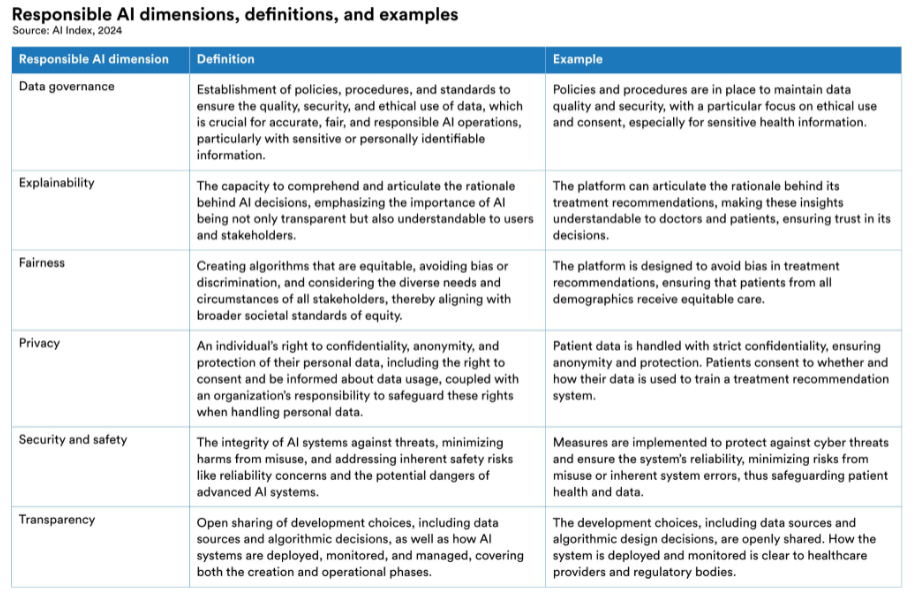 Responsible AI dimensions, definitions, and examples
Source: AI Index, 2024
Responsible AI dimension
Definition
Example
Data governance
Establishment of policies, procedures, and standards to
ensure the quality, security, and ethical use of data, which
is crucial for accurate, fair, and responsible AI operations,
particularly with sensitive or personally identifiable
information.
Policies and procedures are in place to maintain data
quality and security, with a particular focus on ethical use
and consent, especially for sensitive health information.
Explainability
The capacity to comprehend and articulate the rationale
behind AI decisions, emphasizing the importance of AI
being not only transparent but also understandable to users
and stakeholders.
The platform can articulate the rationale behind its
treatment recommendations, making these insights
understandable to doctors and patients, ensuring trust in its
decisions.
Fairness
Creating algorithms that are equitable, avoiding bias or
discrimination, and considering the diverse needs and
circumstances of all stakeholders, thereby aligning with
broader societal standards of equity.
The platform is designed to avoid bias in treatment
recommendations, ensuring that patients from all
demographics receive equitable care.
Privacy
An individual's right to confidentiality, anonymity, and
protection of their personal data, including the right to
consent and be informed about data usage, coupled with
an organization's responsibility to safeguard these rights
when handling personal data.
Patient data is handled with strict confidentiality, ensuring
anonymity and protection. Patients consent to whether and
how their data is used to train a treatment recommendation
system.
Security and safety
The integrity of AI systems against threats, minimizing
harms from misuse, and addressing inherent safety risks
like reliability concerns and the potential dangers of
advanced AI systems.
Measures are implemented to protect against cyber threats
and ensure the system's reliability, minimizing risks from
misuse or inherent system errors, thus safeguarding patient
health and data.
Transparency
Open sharing of development choices, including data
sources and algorithmic decisions, as well as how AI
systems are deployed, monitored, and managed, covering
both the creation and operational phases.
The development choices, including data sources and
algorithmic design decisions, are openly shared. How the
system is deployed and monitored is clear to healthcare
providers and regulatory bodies.